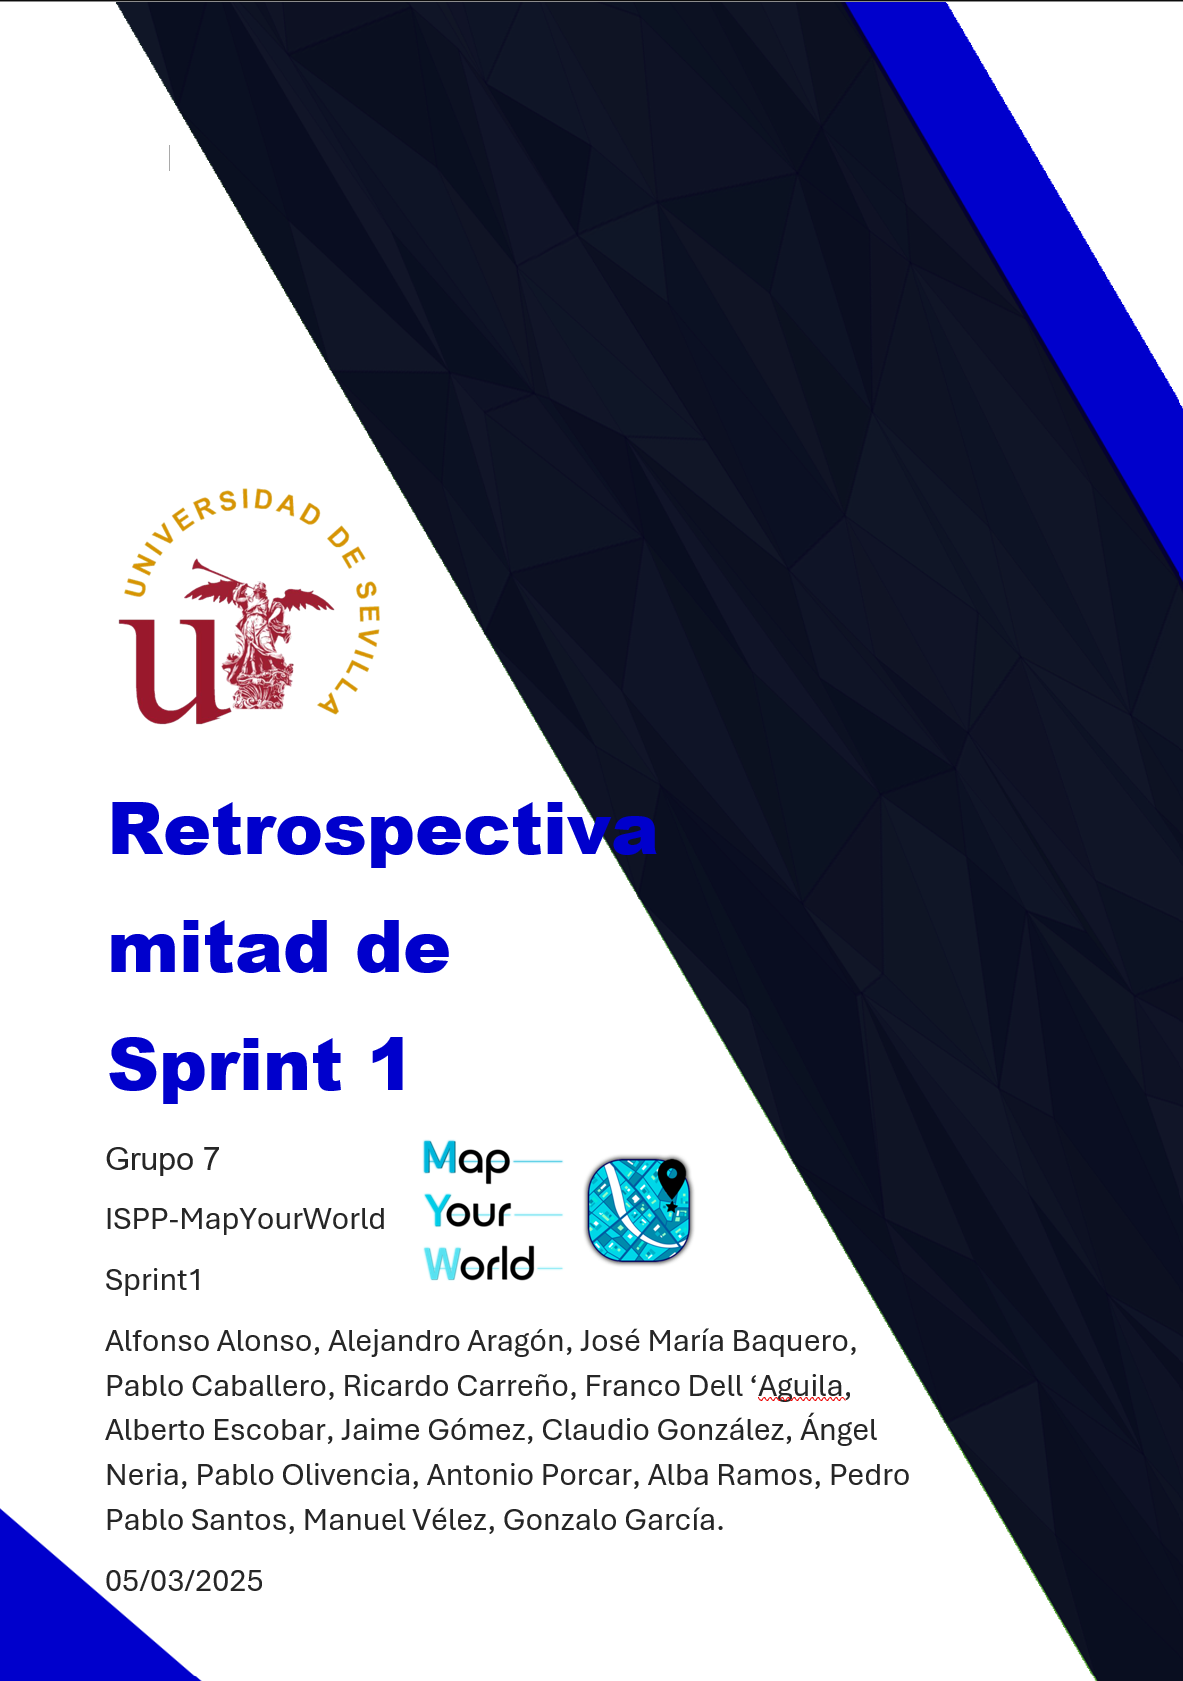 UNIVERSIDAD DE SEVILLA
u
Retrospectiva
mitad de
Sprint 1
Grupo 7
ISPP-MapYourWorld
Sprint1
Map
Your
World
Alfonso Alonso, Alejandro Aragón, José María Baquero,
Pablo Caballero, Ricardo Carreño, Franco Dell ‘Aguila,
Alberto Escobar, Jaime Gómez, Claudio González, Ángel
Neria, Pablo Olivencia, Antonio Porcar, Alba Ramos, Pedro
Pablo Santos, Manuel Vélez, Gonzalo García.
05/03/2025